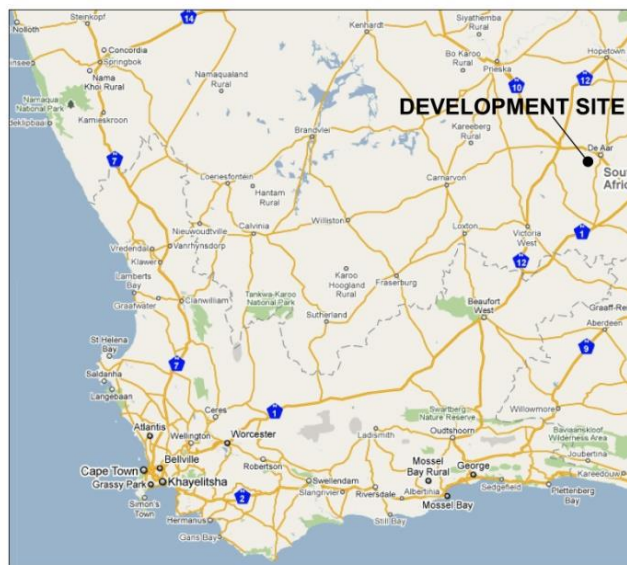 Nolloth
Steinkopf
14
Kenhardt
Siyathemba
Rural
Hopetown
Concordia
Springbok
Bo Karoo
Rural
Prieska
Nama
Khoi Rural
Namaqualand
Rural
10
12
Namaqua
National Park
DEVELOPMENT SITE
Kamieskroon
Brandvlei
Kareeberg
Rural
De Aar
7
Loeriesfontein
Carnarvon
Hantam
Rural
Nieuwoudtville
Calvinia
Williston
Loxton
Victoria
West
1
Vredendal
Vanrhynsdorp
Klawer
12
Lamberts
Bay
Karoo
Hoogland
Rural
Fraserburg
Graafwater
Clanwilliam
Tankwa-Karoo
National Park
Beaufort
West
Sutherland
Aberdeen
St Helena
Bay
9
7
Saldanha
Langebaan
Ceres
1
Swartberg
Nature Reserve
Willowmore
Atlantis
Wellington
Worcester
Ladismith
Oudtshoorn
Baviaanskloof
Wilderness Area
Joubertina
Bellville
Cape Town
Robertson
Mossel
Bay Rural
George
Kareedouw
Grassy Park
Khayelitsha
Swellendam
Slangrivier
Riversdale
Albertinia
Sedgefield
Plettenberg
Bay
Simon's
Town
2
Mossel Bay
Hermanus
Still Bay
Gans Bay